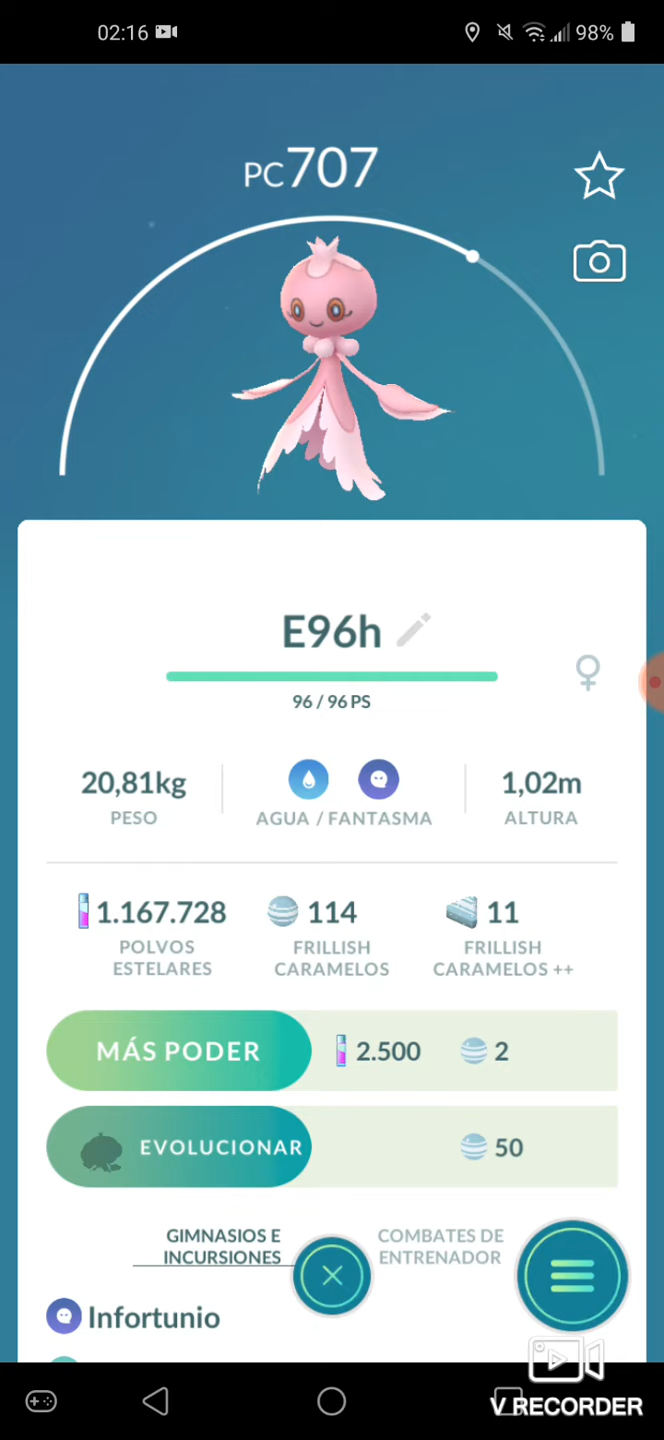 02:16
98%
PC707
E96h
96 / 96 PS
20,81kg
PESO
AGUA / FANTASMA
1,02m
ALTURA
1.167.728
POLVOS
ESTELARES
114
FRILLISH
CARAMELOS
11
FRILLISH
CARAMELOS ++
MÁS PODER
2.500
2
EVOLUCIONAR
50
GIMNASIOS E
INCURSIONES
COMBATES DE
ENTRENADOR
Infortunio
V RECORDER